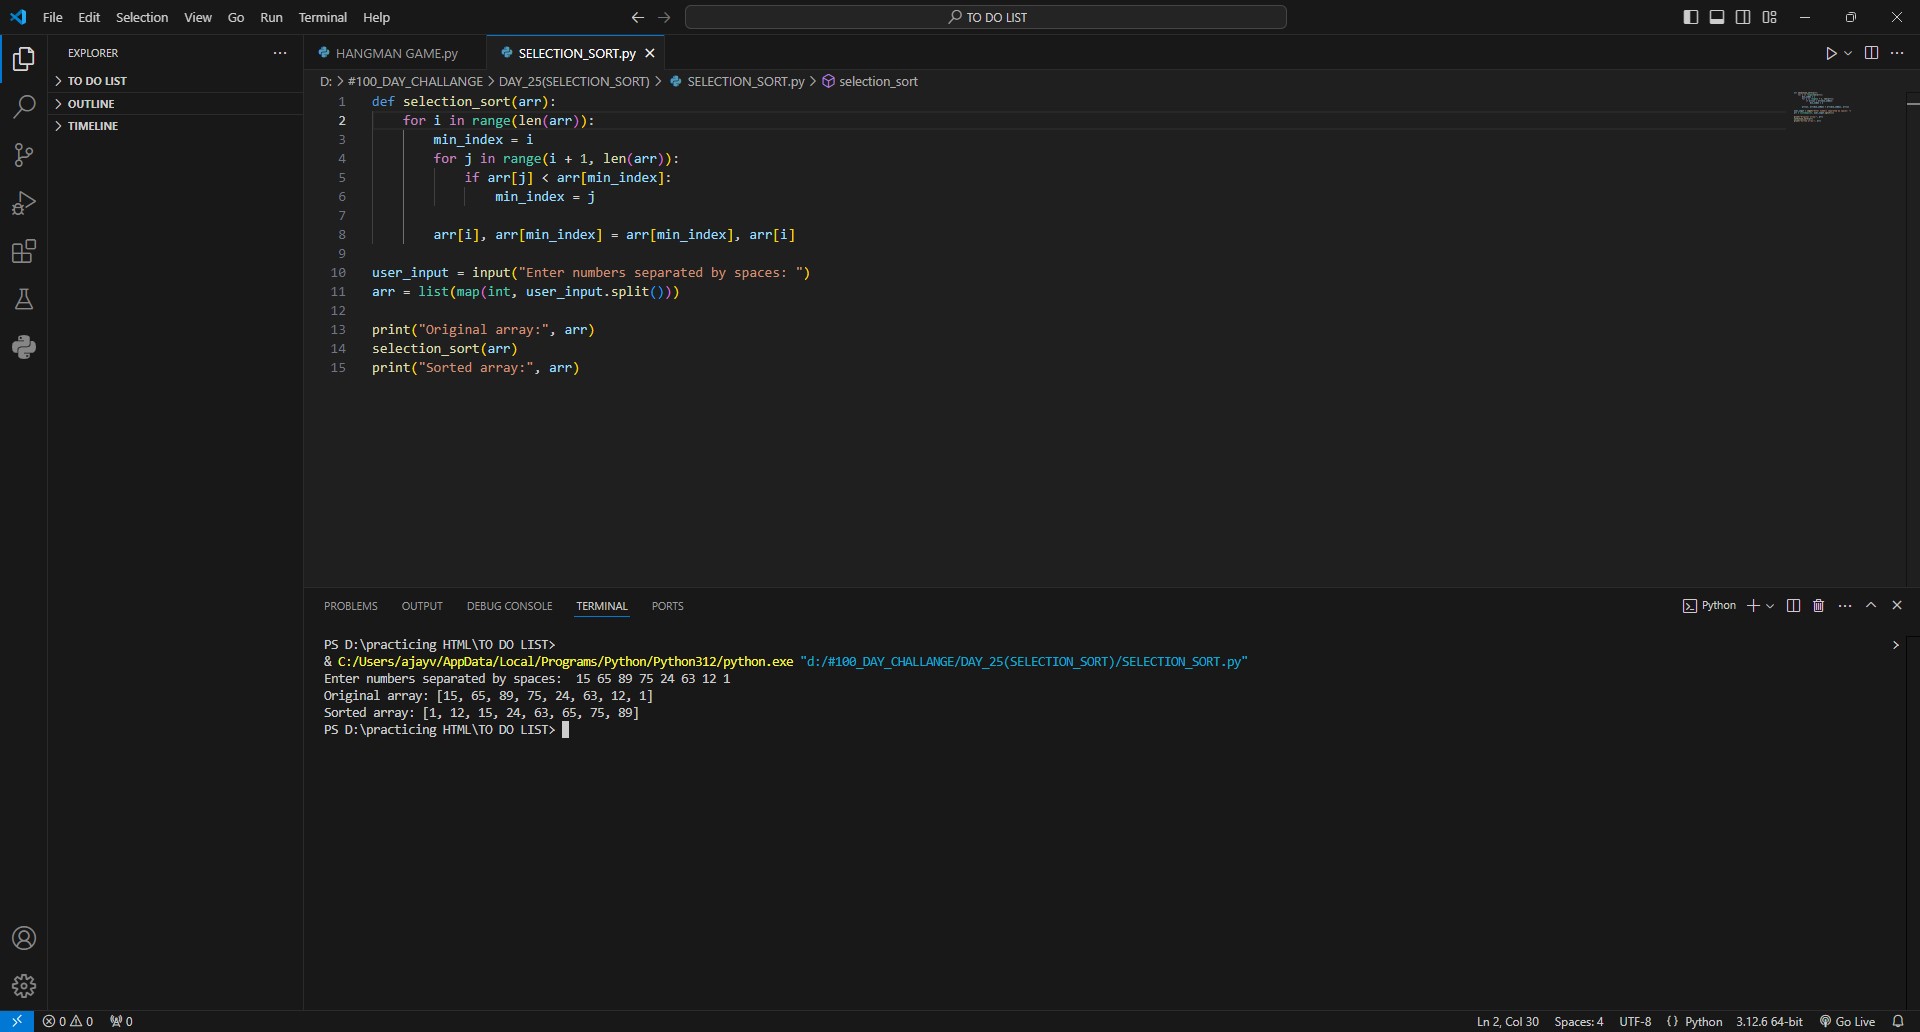 File Edit Selection View Go Run Terminal Help
TO DO LIST
EXPLORER
TO DO LIST
OUTLINE
TIMELINE
HANGMAN GAME.py
SELECTION_SORT.py
D: > #100_DAY_CHALLANGE > DAY_25(SELECTION_SORT) > SELECTION_SORT.py > selection_sort
1 def selection_sort(arr):
2     for i in range(len(arr)):
3         min_index = i
4         for j in range(i + 1, len(arr)):
5             if arr[j] < arr[min_index]:
6                 min_index = j
7
8         arr[i], arr[min_index] = arr[min_index], arr[i]
9
10 user_input = input("Enter numbers separated by spaces: ")
11 arr = list(map(int, user_input.split()))
12
13 print("Original array:", arr)
14 selection_sort(arr)
15 print("Sorted array:", arr)
PROBLEMS OUTPUT DEBUG CONSOLE TERMINAL PORTS
Python
PS D:\practicing HTML\TO DO LIST>
& C:/Users/ajayv/AppData/Local/Programs/Python/Python312/python.exe "d:/#100_DAY_CHALLANGE/DAY_25(SELECTION_SORT)/SELECTION_SORT.py"
Enter numbers separated by spaces:  15 65 89 75 24 63 12 1
Original array: [15, 65, 89, 75, 24, 63, 12, 1]
Sorted array: [1, 12, 15, 24, 63, 65, 75, 89]
PS D:\practicing HTML\TO DO LIST>
0 0 0
Ln 2, Col 30 Spaces: 4 UTF-8 {} Python 3.12.6 64-bit Go Live